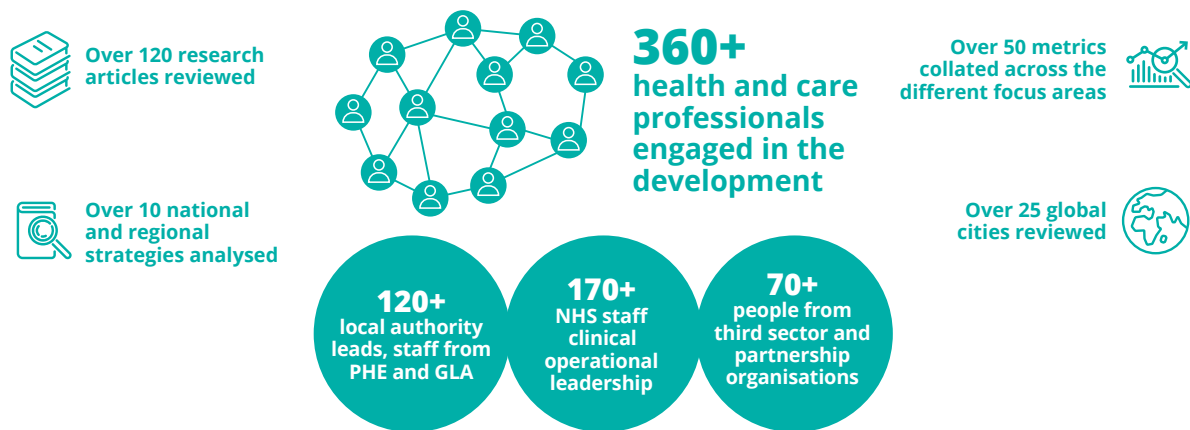 Over 120 research
articles reviewed
Over 10 national
and regional
strategies analysed
360+
health and care
professionals
engaged in the
development
Over 50 metrics
collated across the
different focus areas
Over 25 global
cities reviewed
120+
local authority
leads, staff from
PHE and GLA
170+
NHS staff
clinical
operational
leadership
70+
people from
third sector and
partnership
organisations